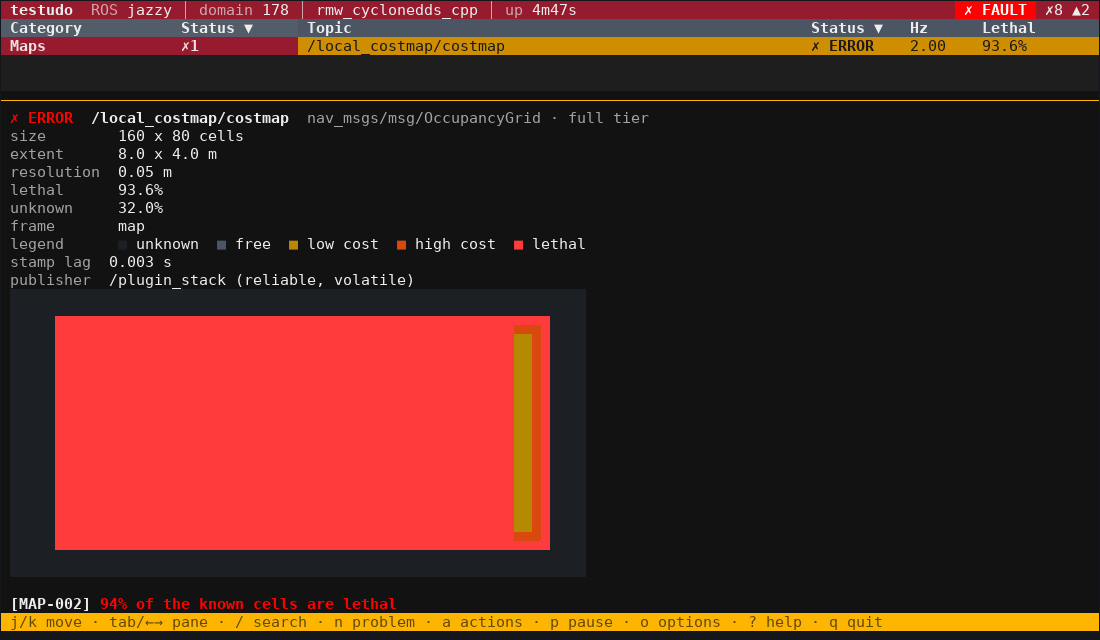 testudo ROS jazzy │ domain 178 │ rmw_cyclonedds_cpp │ up 4m47s ✗ FAULT ✗8 ▲2
Category Status ▼ Topic Status ▼ Hz Lethal
Maps ✗1 /local_costmap/costmap ✗ ERROR 2.00 93.6%
✗ ERROR /local_costmap/costmap nav_msgs/msg/OccupancyGrid · full tier
size 160 x 80 cells
extent 8.0 x 4.0 m
resolution 0.05 m
lethal 93.6%
unknown 32.0%
frame map
legend ■ unknown ■ free ■ low cost ■ high cost ■ lethal
stamp lag 0.003 s
publisher /plugin_stack (reliable, volatile)
[MAP-002] 94% of the known cells are lethal
j/k move · tab/←→ pane · / search · n problem · a actions · p pause · o options · ? help · q quit